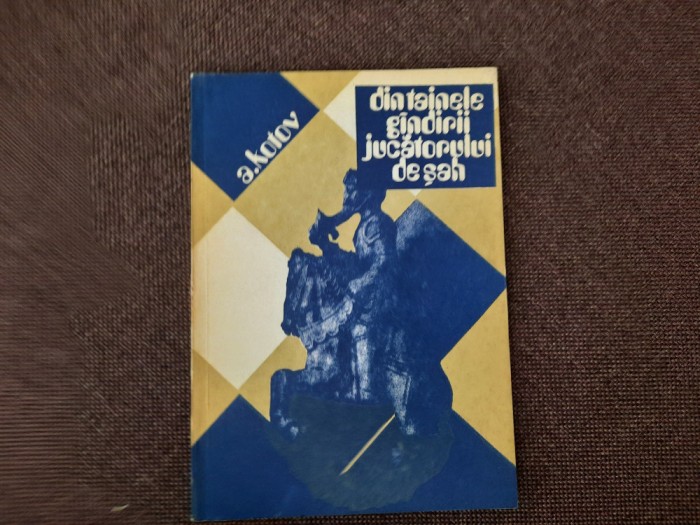 a. kotov
din tainele
gîndirii
jucătorului
de şah